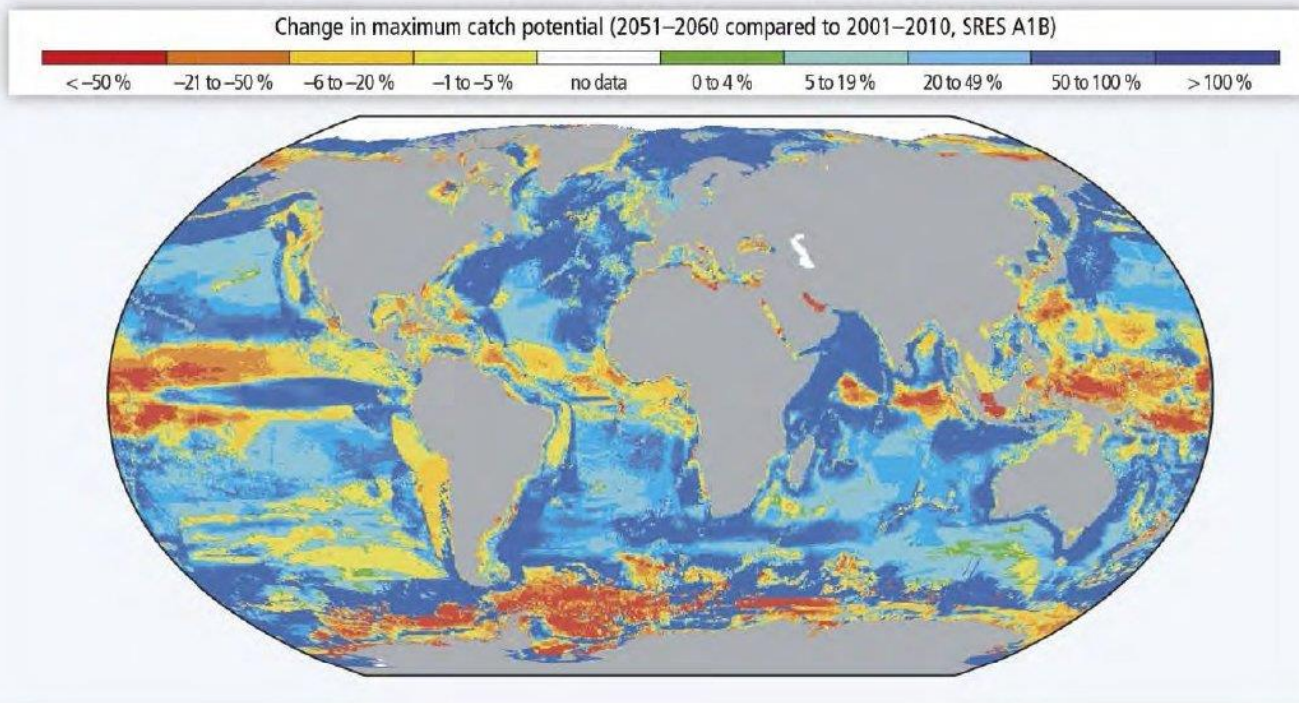 Change in maximum catch potential (2051–2060 compared to 2001–2010, SRES A1B)
< –50 % –21 to –50 % –6 to –20 % –1 to –5 % no data 0 to 4 % 5 to 19 % 20 to 49 % 50 to 100 % > 100 %